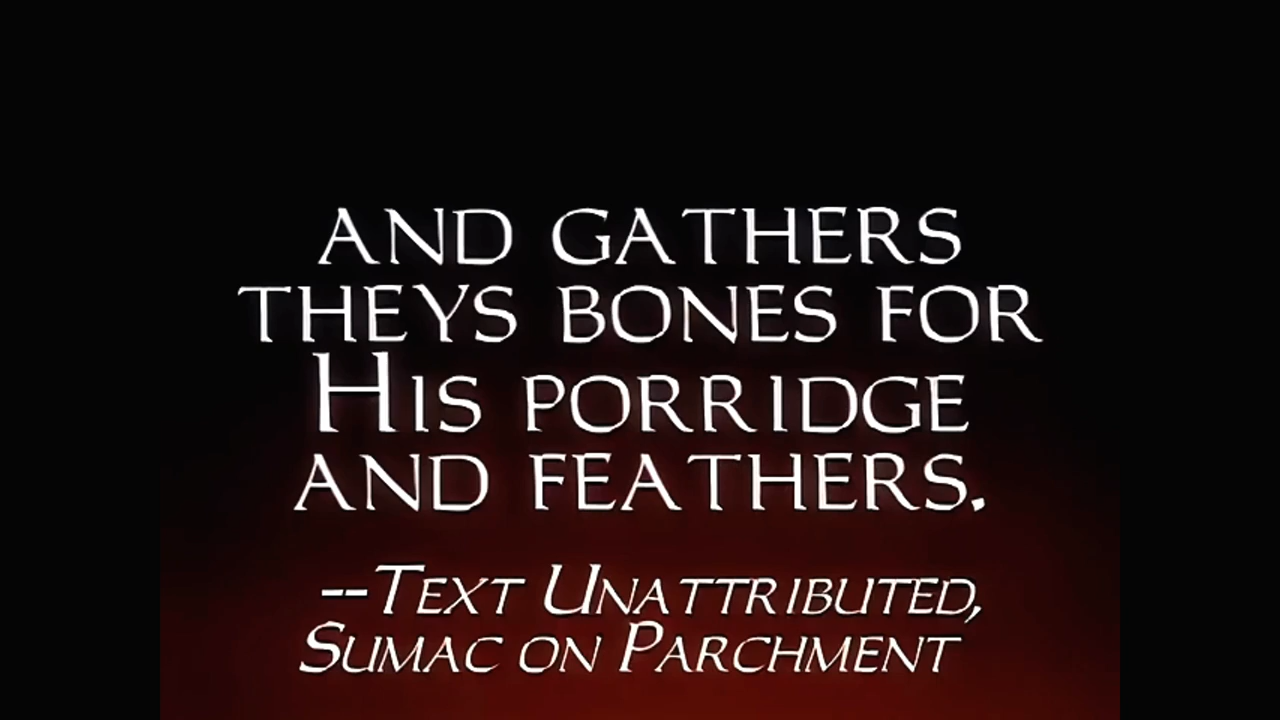 AND GATHERS
THEYS BONES FOR
HIS PORRIDGE
AND FEATHERS.
--TEXT UNATTRIBUTED,
SUMAC ON PARCHMENT